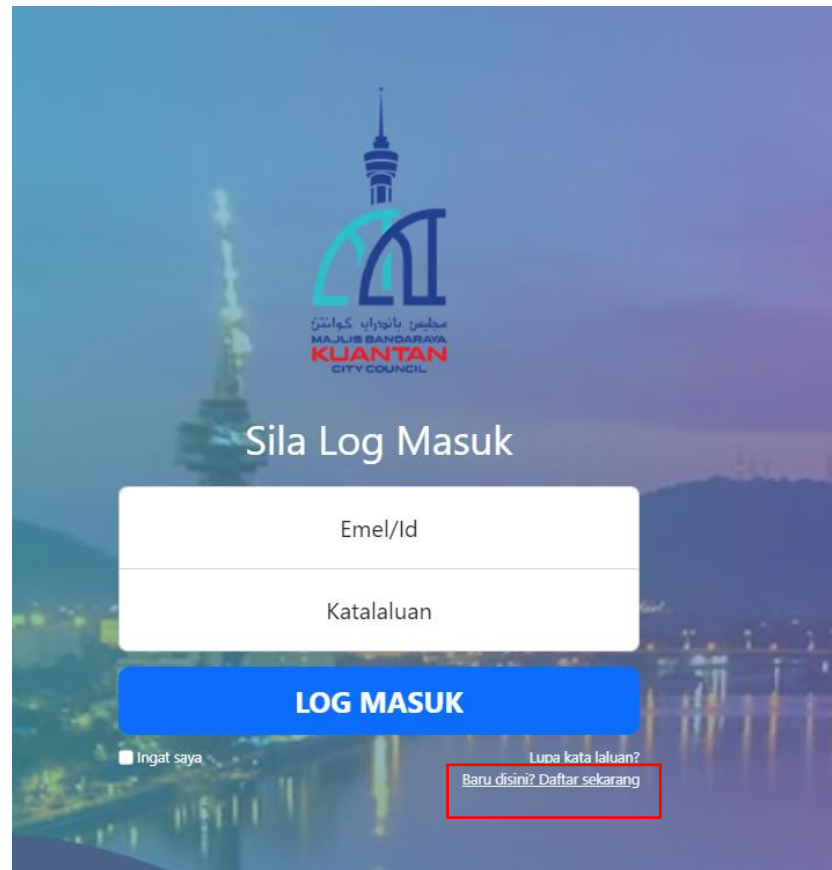 مجليس باندراي كوانتن
MAJLIS BANDARAYA
KUANTAN
CITY COUNCIL
Sila Log Masuk
Emel/Id
Katalaluan
LOG MASUK
Ingat saya
Lupa kata laluan?
Baru disini? Daftar sekarang